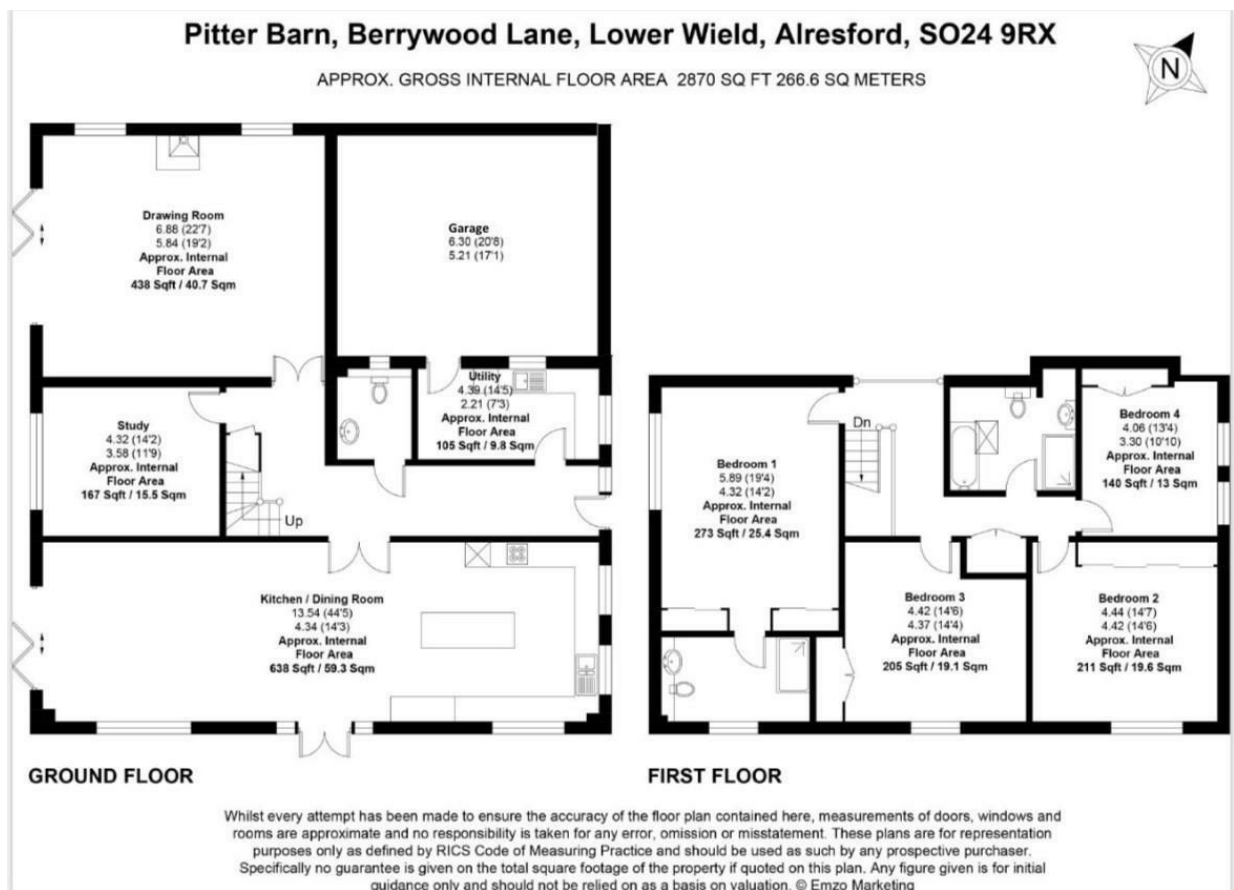 Pitter Barn, Berrywood Lane, Lower Wield, Alresford, SO24 9RX
APPROX. GROSS INTERNAL FLOOR AREA 2870 SQ FT 266.6 SQ METERS
N
Drawing Room
6.88 (22'7)
5.84 (19'2)
Approx. Internal
Floor Area
438 Sqft / 40.7 Sqm
Garage
6.30 (20'8)
5.21 (17'1)
Utility
4.39 (14'5)
2.21 (7'3)
Approx. Internal
Floor Area
105 Sqft / 9.8 Sqm
Study
4.32 (14'2)
3.58 (11'9)
Approx. Internal
Floor Area
167 Sqft / 15.5 Sqm
Up
Kitchen / Dining Room
13.54 (44'5)
4.34 (14'3)
Approx. Internal
Floor Area
638 Sqft / 59.3 Sqm
GROUND FLOOR
Dn
Bedroom 1
5.89 (19'4)
4.32 (14'2)
Approx. Internal
Floor Area
273 Sqft / 25.4 Sqm
Bedroom 4
4.06 (13'4)
3.30 (10'10)
Approx. Internal
Floor Area
140 Sqft / 13 Sqm
Bedroom 3
4.42 (14'6)
4.37 (14'4)
Approx. Internal
Floor Area
205 Sqft / 19.1 Sqm
Bedroom 2
4.44 (14'7)
4.42 (14'6)
Approx. Internal
Floor Area
211 Sqft / 19.6 Sqm
FIRST FLOOR
Whilst every attempt has been made to ensure the accuracy of the floor plan contained here, measurements of doors, windows and
rooms are approximate and no responsibility is taken for any error, omission or misstatement. These plans are for representation
purposes only as defined by RICS Code of Measuring Practice and should be used as such by any prospective purchaser.
Specifically no guarantee is given on the total square footage of the property if quoted on this plan. Any figure given is for initial
guidance only and should not be relied on as a basis on valuation. © Emzo Marketing